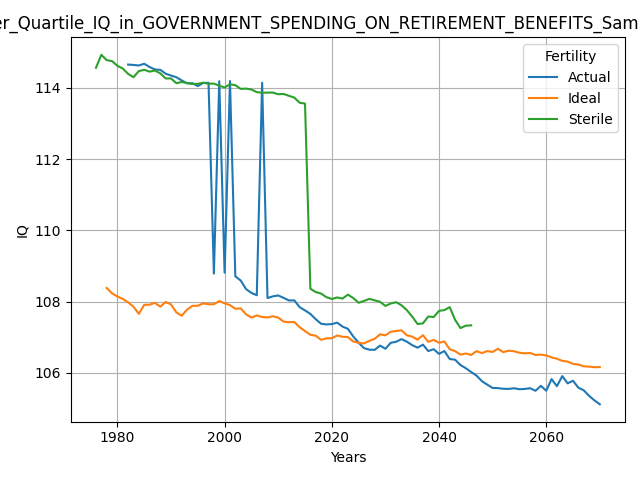 er_Quartile_IQ_in_GOVERNMENT_SPENDING_ON_RETIREMENT_BENEFITS_Sam
Fertility
Actual
Ideal
Sterile
114
112
110
108
106
IQ
1980
2000
2020
2040
2060
Years